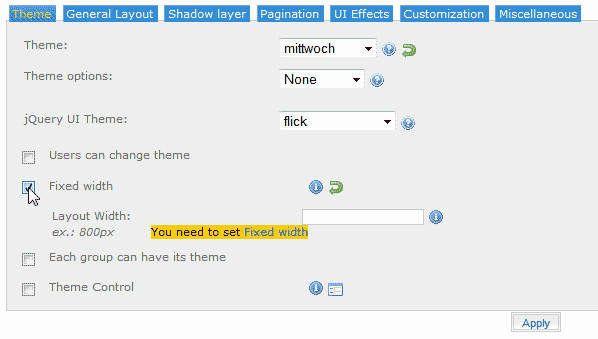 Theme General Layout Shadow layer Pagination UI Effects Customization Miscellaneous
Theme: mittwoch
Theme options: None
jQuery UI Theme: flick
Users can change theme
Fixed width
Layout Width:
ex.: 800px You need to set Fixed width
Each group can have its theme
Theme Control
Apply